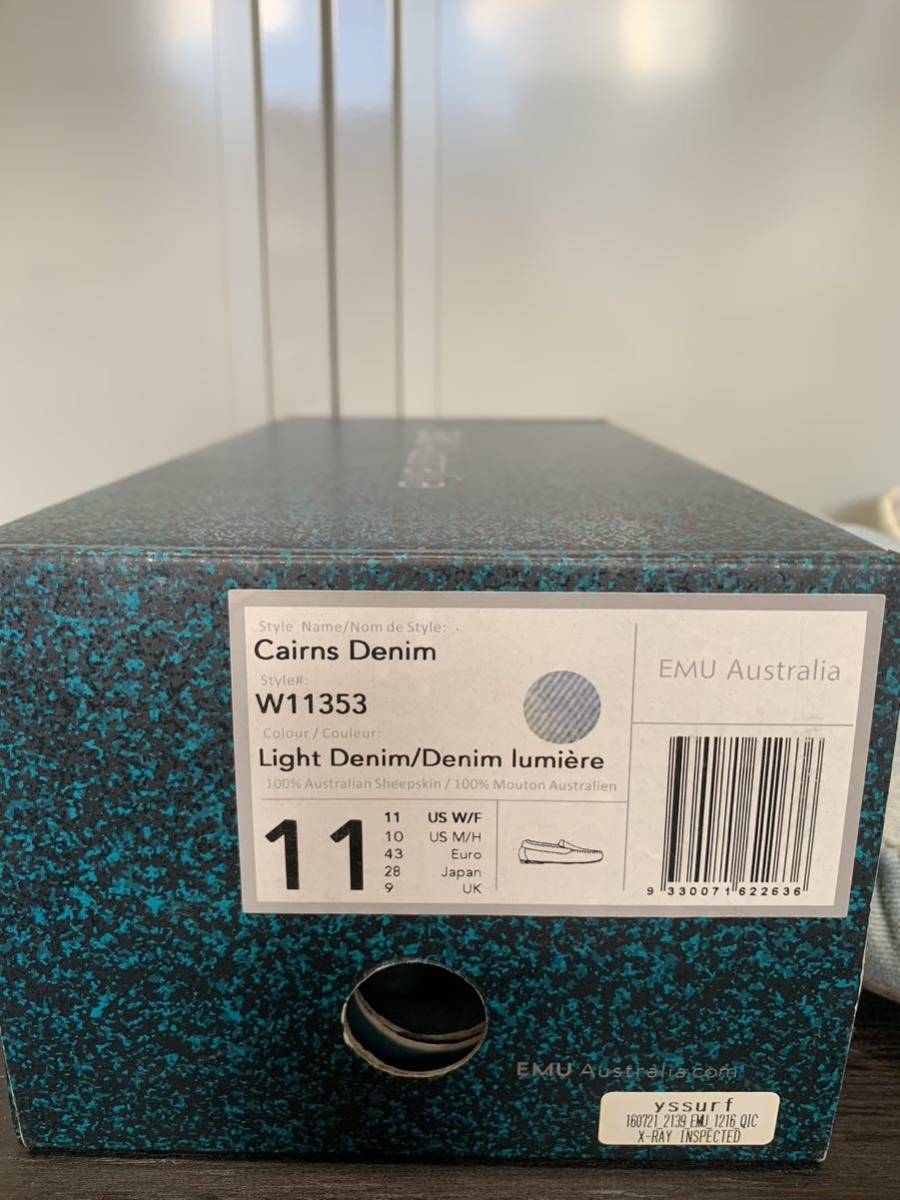 Style Name/Nom de Style:
Cairns Denim
Style#:
W11353
Colour / Couleur:
Light Denim/Denim lumière
100% Australian Sheepskin / 100% Mouton Australien
11
11 US W/F
10 US M/H
43 Euro
28 Japan
9 UK
EMU Australia
9 330071 622636
EMU Australia.com
yssurf
160721_2139_EMU_1216_QIC
X-RAY INSPECTED